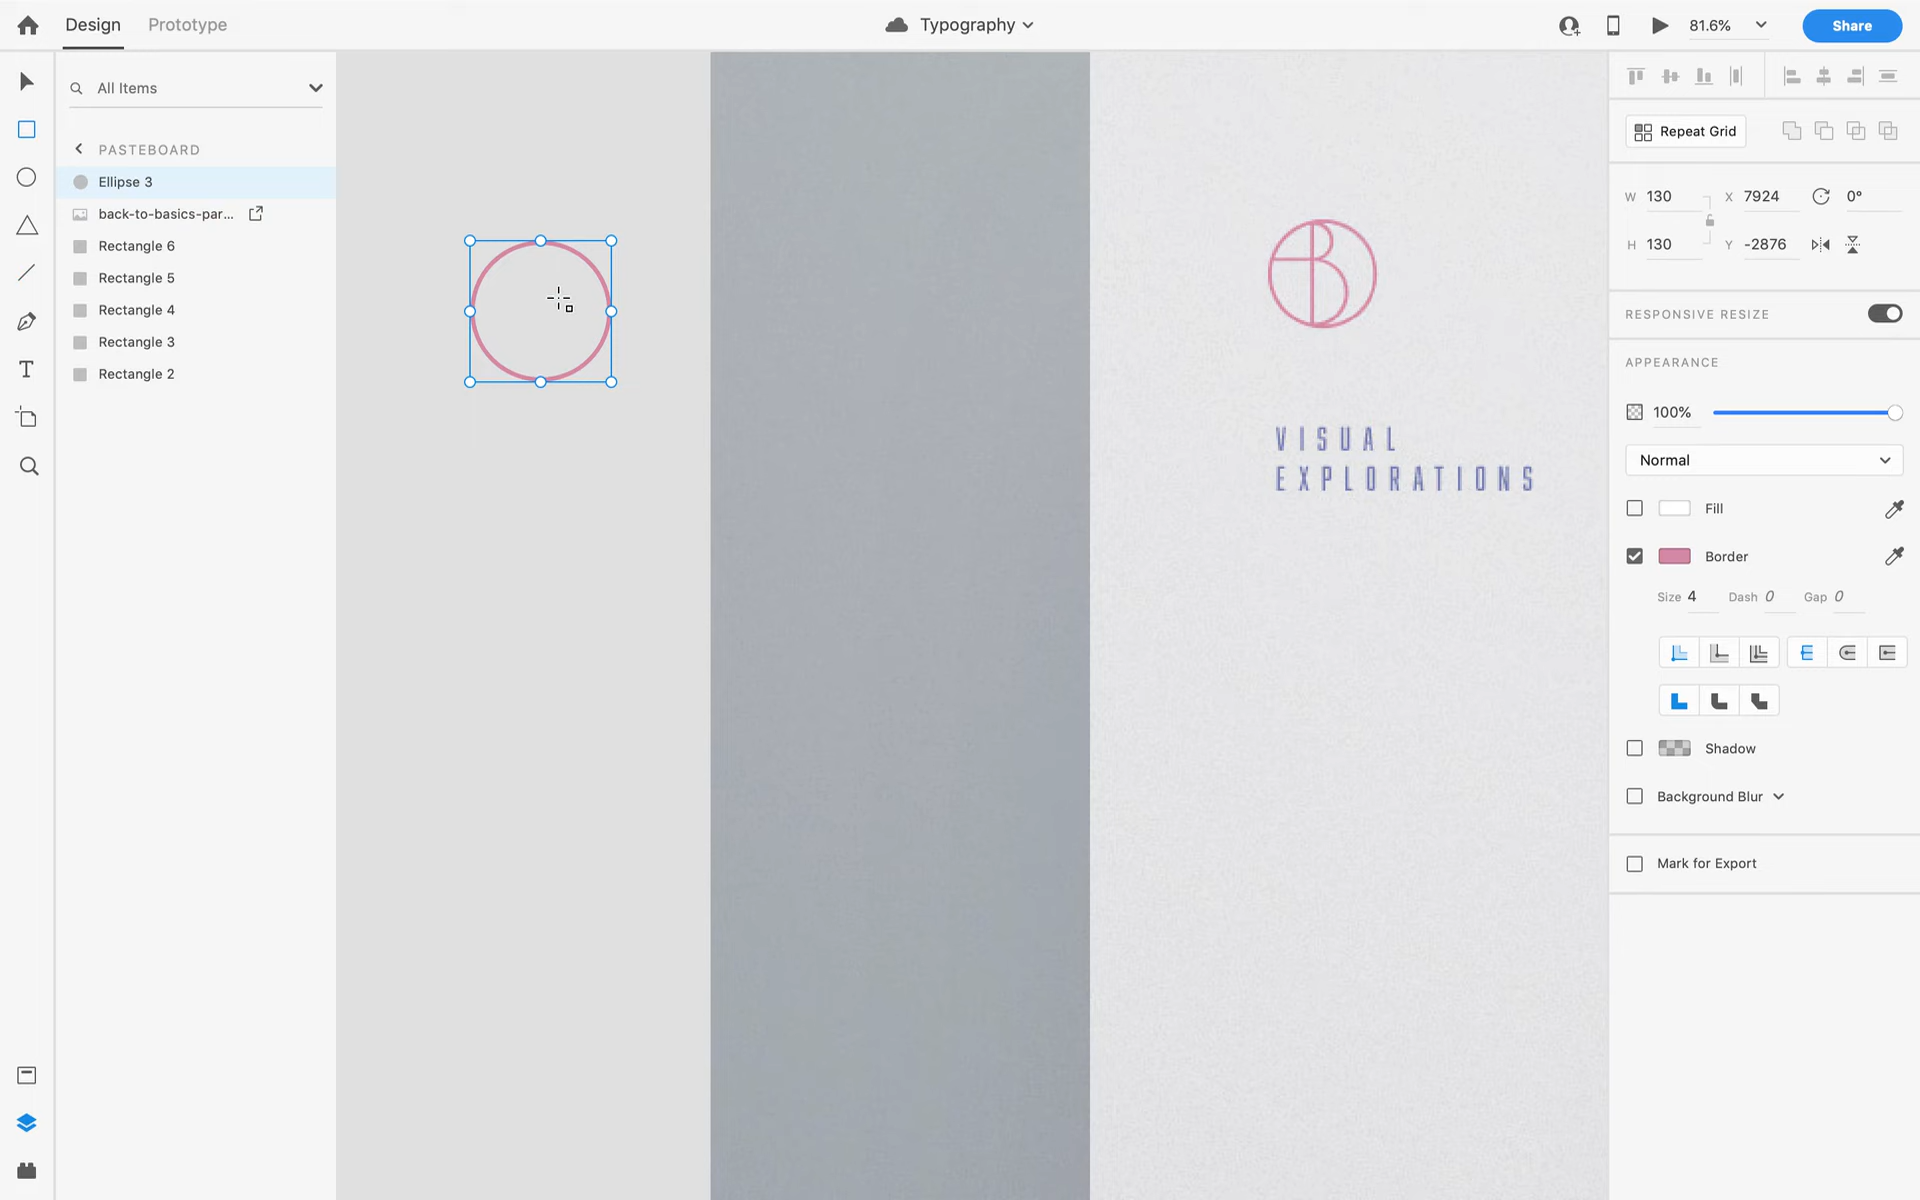 Design
Prototype
Typography
81.6%
Share
All Items
PASTEBOARD
Ellipse 3
back-to-basics-par...
Rectangle 6
Rectangle 5
Rectangle 4
Rectangle 3
Rectangle 2
B
VISUAL
EXPLORATIONS
Repeat Grid
W 130 X 7924 0°
H 130 Y -2876
RESPONSIVE RESIZE
APPEARANCE
100%
Normal
Fill
Border
Size 4 Dash 0 Gap 0
Shadow
Background Blur
Mark for Export